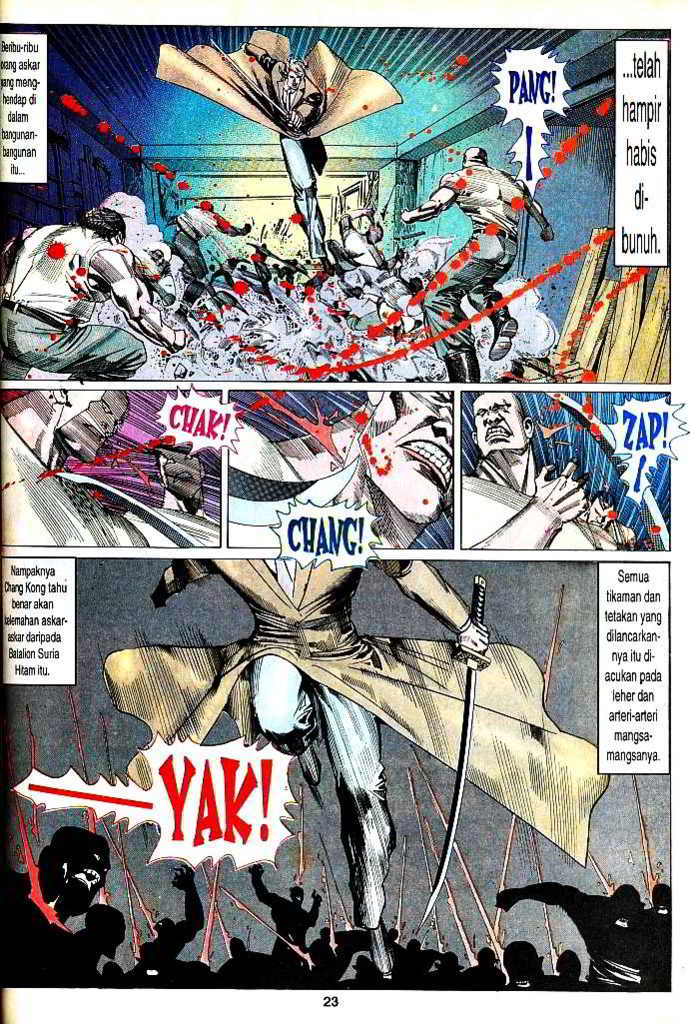 Beribu-ribu
orang askar
yang meng-
hendap di
dalam
bangunan-
bangunan
itu...
PANG!
...telah
hampir
habis
di-
bunuh.
CHAK!
CHANG!
ZAP!
Nampaknya
Chang Kong tahu
benar akan
kelemahan askar-
askar daripada
Batalion Suria
Hitam itu.
Semua
tikaman dan
tetakan yang
dilancarkan-
nya itu di-
acukan pada
leher dan
arteri-arteri
mangsa-
mangsanya.
YAK!
23